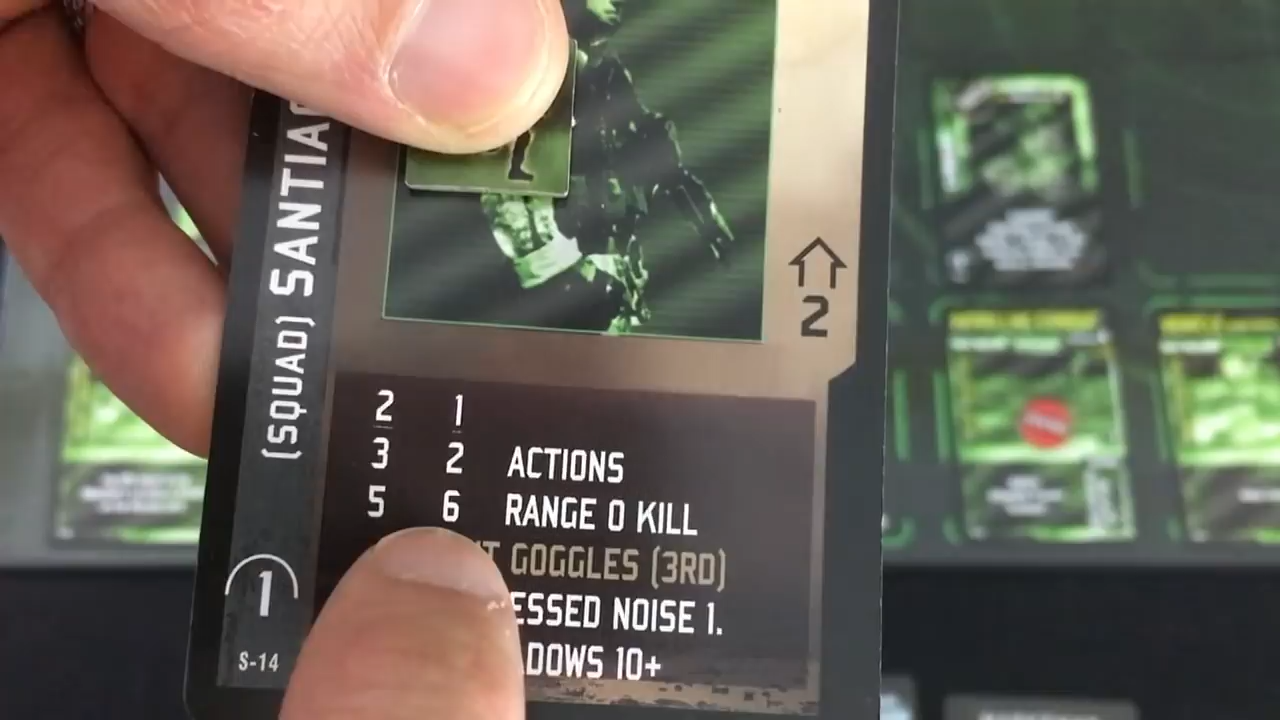 (SQUAD) SANTIAG
2
2 1
3 2 ACTIONS
5 6 RANGE 0 KILL
T GOGGLES (3RD)
ESSED NOISE 1.
DOWS 10+
1
S-14